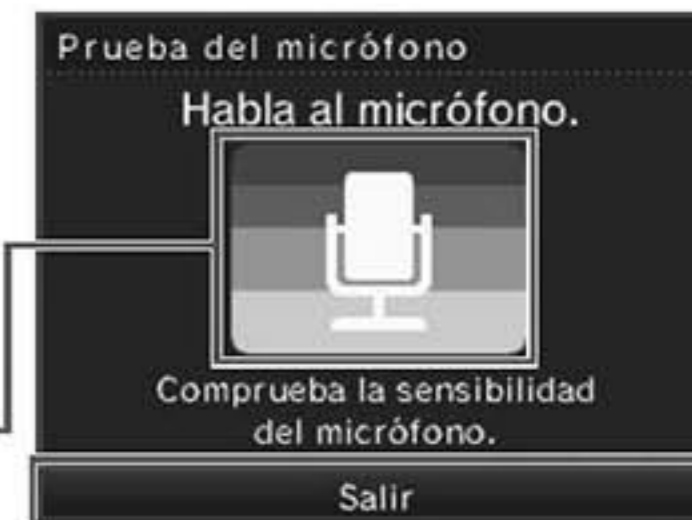 Prueba del micrófono
Habla al micrófono.
Comprueba la sensibilidad
del micrófono.
Salir